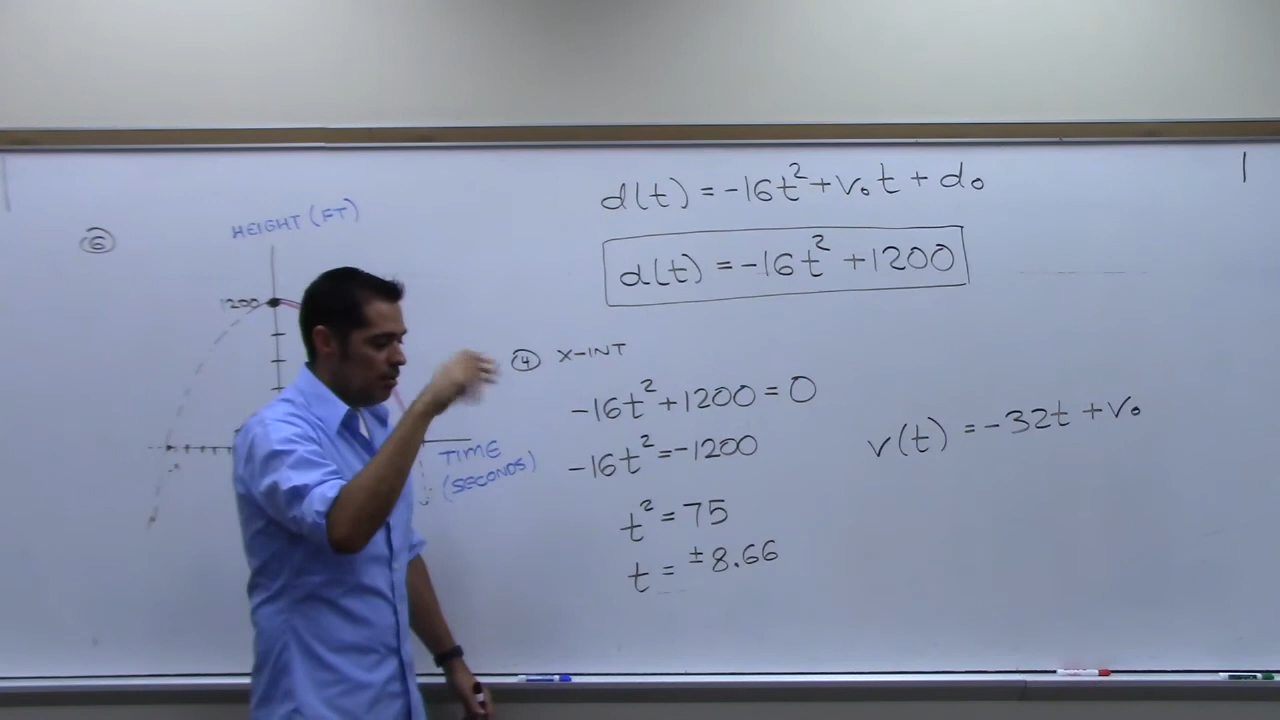 ⑥
HEIGHT (FT)
1200
TIME
(SECONDS)
d(t) = -16t² + v₀t + d₀
d(t) = -16t² + 1200
④ X-INT
-16t² + 1200 = 0
-16t² = -1200
t² = 75
t = ±8.66
v(t) = -32t + v₀